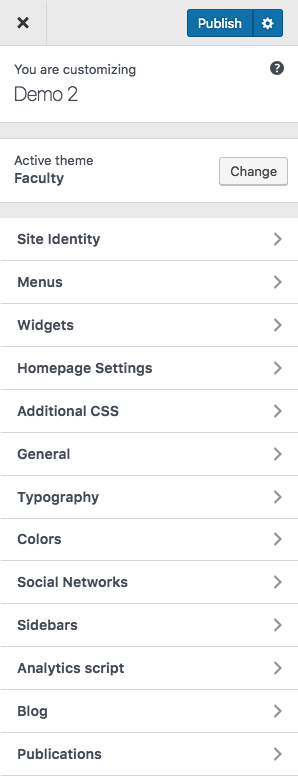 Publish
You are customizing
Demo 2
Active theme
Faculty
Change
Site Identity
Menus
Widgets
Homepage Settings
Additional CSS
General
Typography
Colors
Social Networks
Sidebars
Analytics script
Blog
Publications